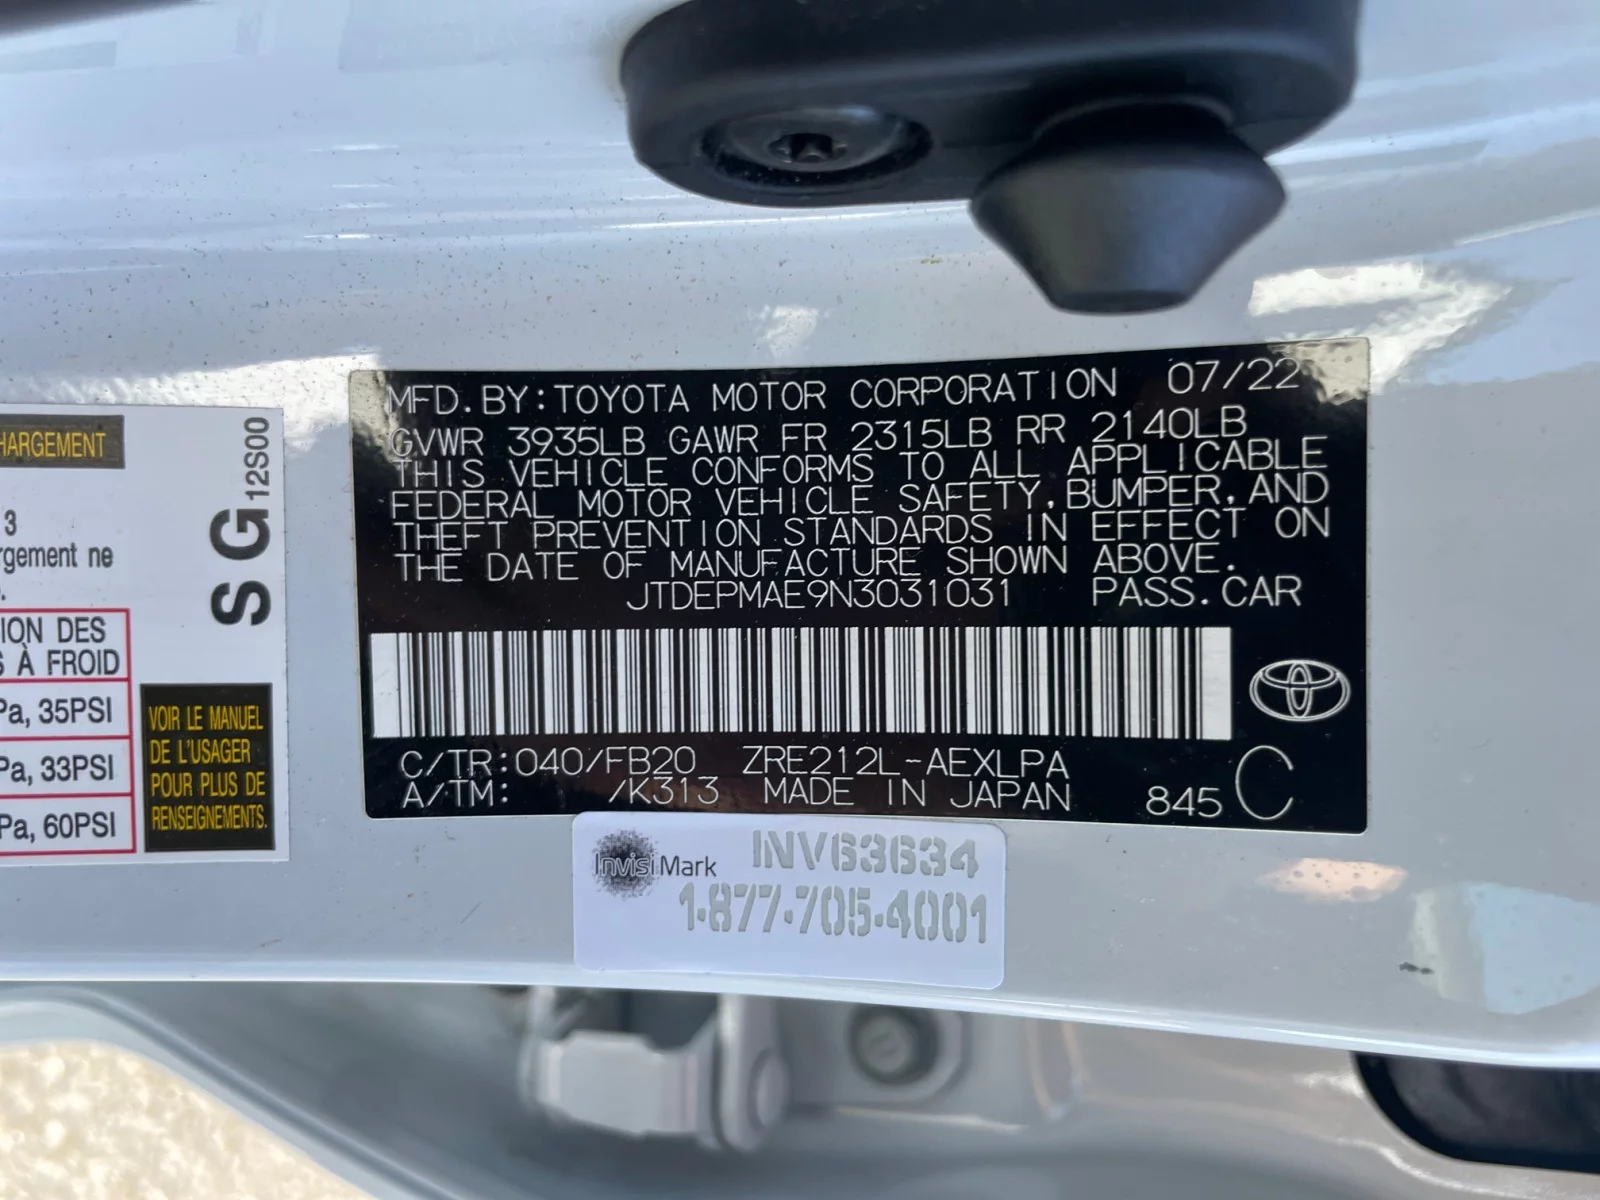 HARGEMENT
3
rgement ne
ION DES
S À FROID
Pa, 35PSI
Pa, 33PSI
Pa, 60PSI
SG12S00
VOIR LE MANUEL
DE L'USAGER
POUR PLUS DE
RENSEIGNEMENTS.
MFD. BY: TOYOTA MOTOR CORPORATION 07/22
GVWR 3935LB GAWR FR 2315LB RR 2140LB
THIS VEHICLE CONFORMS TO ALL APPLICABLE
FEDERAL MOTOR VEHICLE SAFETY, BUMPER, AND
THEFT PREVENTION STANDARDS IN EFFECT ON
THE DATE OF MANUFACTURE SHOWN ABOVE.
JTDEPMAE9N3031031 PASS. CAR
C/TR: 040/FB20 ZRE212L-AEXLPA
A/TM: /K313 MADE IN JAPAN 845 C
InvisiMark INV63634
1-877-705-4001